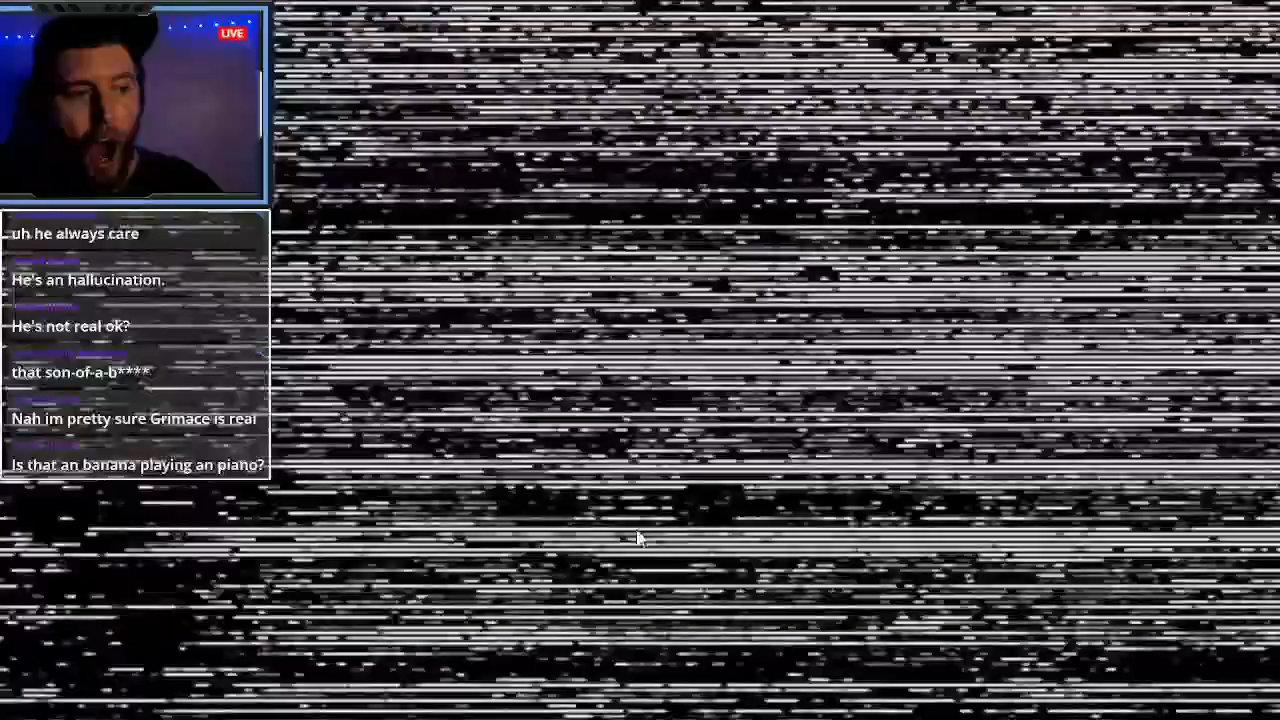 LIVE
uh he always care
He's an hallucination.
He's not real ok?
that son-of-a-b****
Nah im pretty sure Grimace is real
Is that an banana playing an piano?